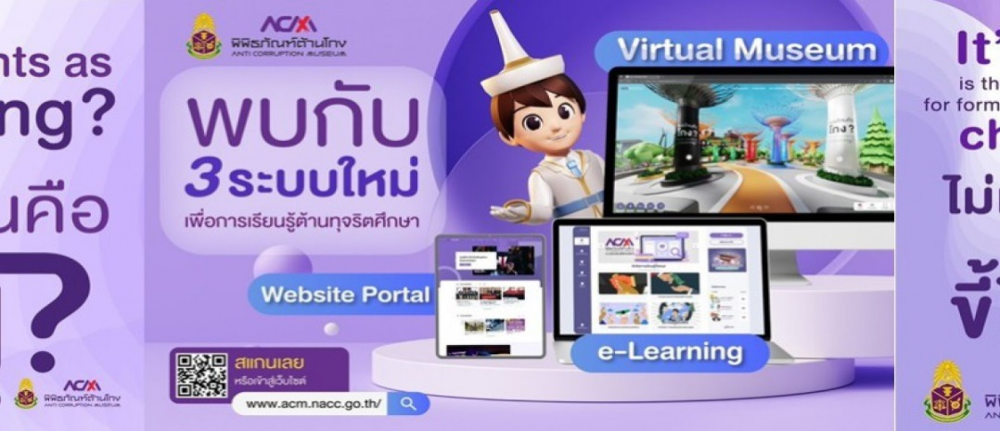 nts as
ng?
นคือ
?
ACM
พิพิธภัณฑ์ต้านโกง
ANTI CORRUPTION MUSEUM
ACM
พิพิธภัณฑ์ต้านโกง
ANTI CORRUPTION MUSEUM
พบกับ
3 ระบบใหม่
เพื่อการเรียนรู้ต้านทุจริตศึกษา
Virtual Museum
โกง?
Website Portal
ACM
e-Learning
สแกนเลย
หรือเข้าสู่เว็บไซต์
www.acm.nacc.go.th/
It'
is th
for form
ch
ไม่
ขี้